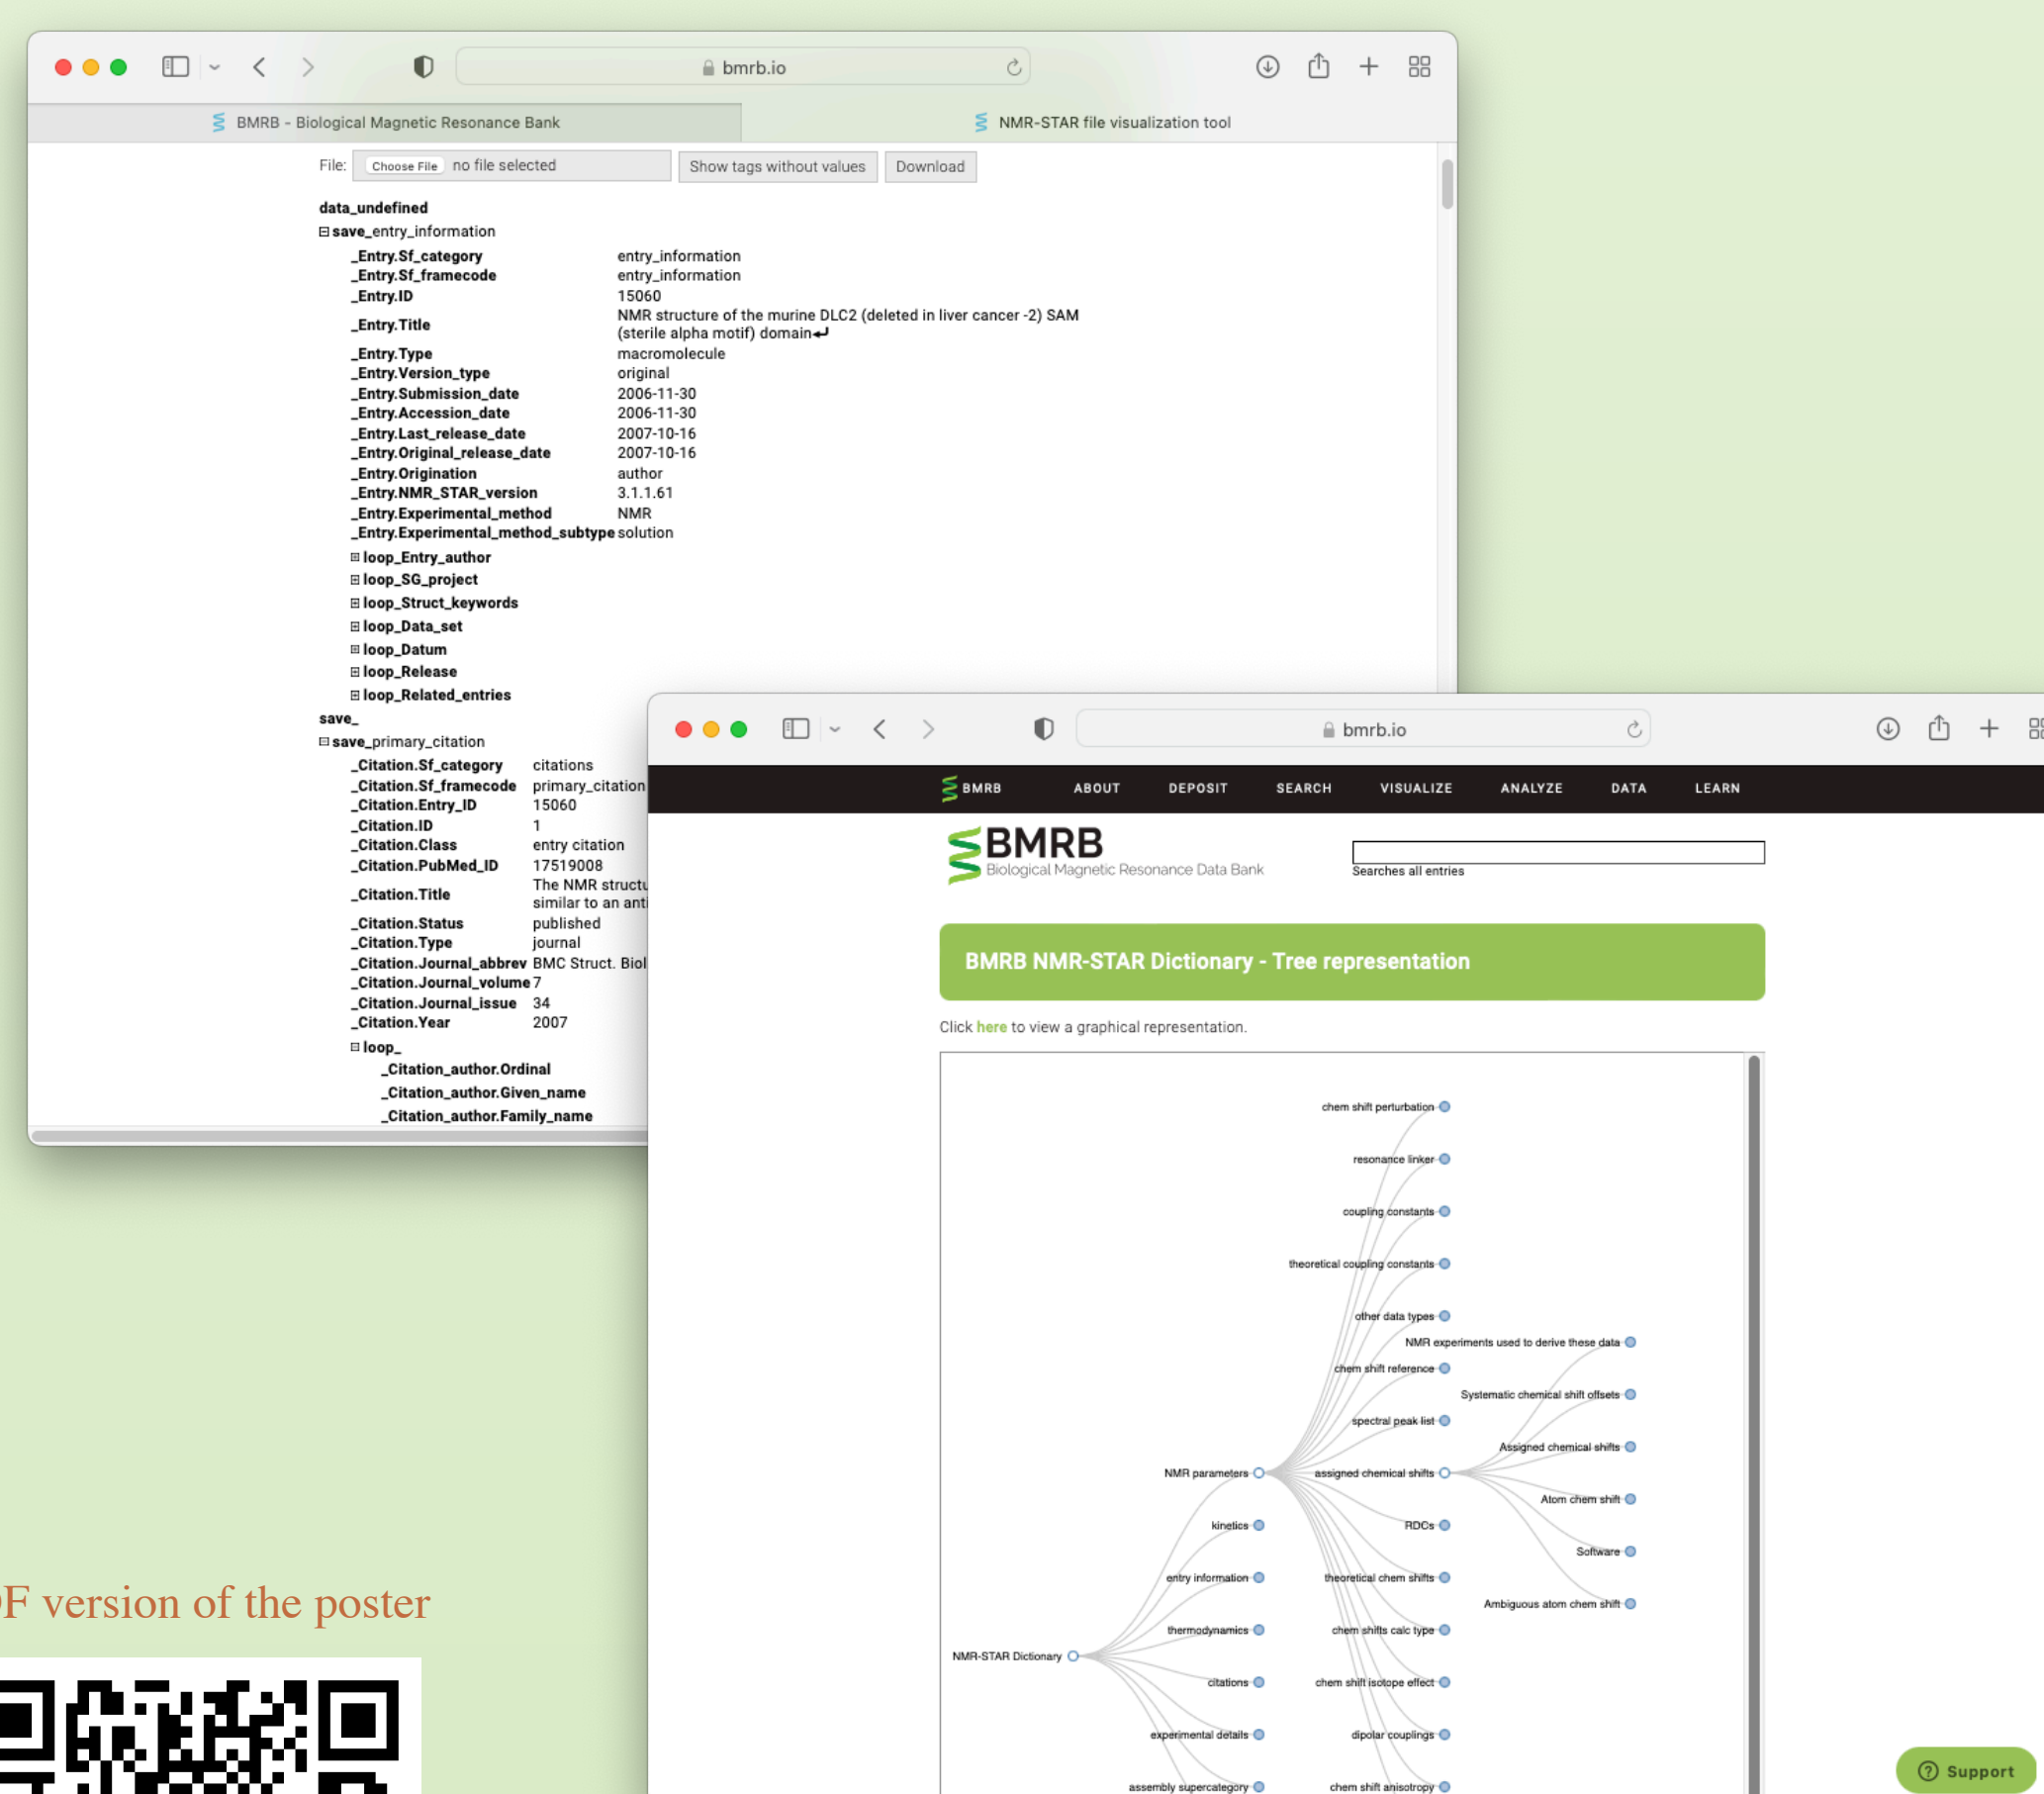 bmrb.io
BMRB - Biological Magnetic Resonance Bank
NMR-STAR file visualization tool
File: Choose File no file selected Show tags without values Download
data_undefined
save_entry_information
_Entry.Sf_category entry_information
_Entry.Sf_framecode entry_information
_Entry.ID 15060
_Entry.Title NMR structure of the murine DLC2 (deleted in liver cancer -2) SAM
(sterile alpha motif) domain↵
_Entry.Type macromolecule
_Entry.Version_type original
_Entry.Submission_date 2006-11-30
_Entry.Accession_date 2006-11-30
_Entry.Last_release_date 2007-10-16
_Entry.Original_release_date 2007-10-16
_Entry.Origination author
_Entry.NMR_STAR_version 3.1.1.61
_Entry.Experimental_method NMR
_Entry.Experimental_method_subtype solution
loop_Entry_author
loop_SG_project
loop_Struct_keywords
loop_Data_set
loop_Datum
loop_Release
loop_Related_entries
save_
save_primary_citation
_Citation.Sf_category citations
_Citation.Sf_framecode primary_citation
_Citation.Entry_ID 15060
_Citation.ID 1
_Citation.Class entry citation
_Citation.PubMed_ID 17519008
_Citation.Title The NMR structu
similar to an anti
_Citation.Status published
_Citation.Type journal
_Citation.Journal_abbrev BMC Struct. Biol
_Citation.Journal_volume 7
_Citation.Journal_issue 34
_Citation.Year 2007
loop_
_Citation_author.Ordinal
_Citation_author.Given_name
_Citation_author.Family_name
bmrb.io
BMRB ABOUT DEPOSIT SEARCH VISUALIZE ANALYZE DATA LEARN
BMRB
Biological Magnetic Resonance Data Bank
Searches all entries
BMRB NMR-STAR Dictionary - Tree representation
Click here to view a graphical representation.
chem shift perturbation
resonance linker
coupling constants
theoretical coupling constants
other data types
NMR experiments used to derive these data
chem shift reference
Systematic chemical shift offsets
spectral peak list
Assigned chemical shifts
NMR parameters
assigned chemical shifts
Atom chem shift
kinetics
RDCs
Software
entry information
theoretical chem shifts
Ambiguous atom chem shift
thermodynamics
chem shifts calc type
NMR-STAR Dictionary
citations
chem shift isotope effect
experimental details
dipolar couplings
assembly supercategory
chem shift anisotropy
Support
F version of the poster